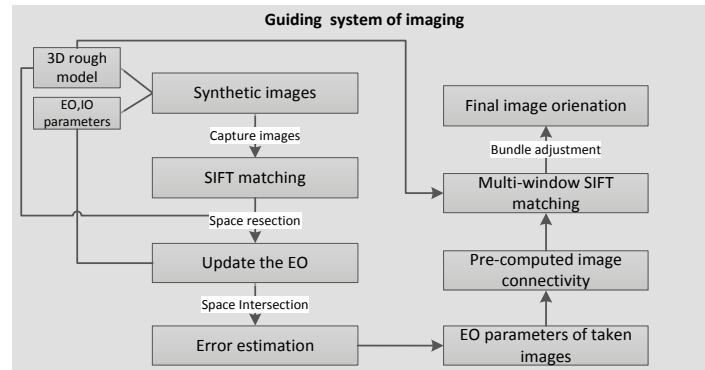 Guiding system of imaging
3D rough
model
EO,IO
parameters
Synthetic images
Capture images
SIFT matching
Space resection
Update the EO
Space Intersection
Error estimation
Final image orienation
Bundle adjustment
Multi-window SIFT
matching
Pre-computed image
connectivity
EO parameters of taken
images